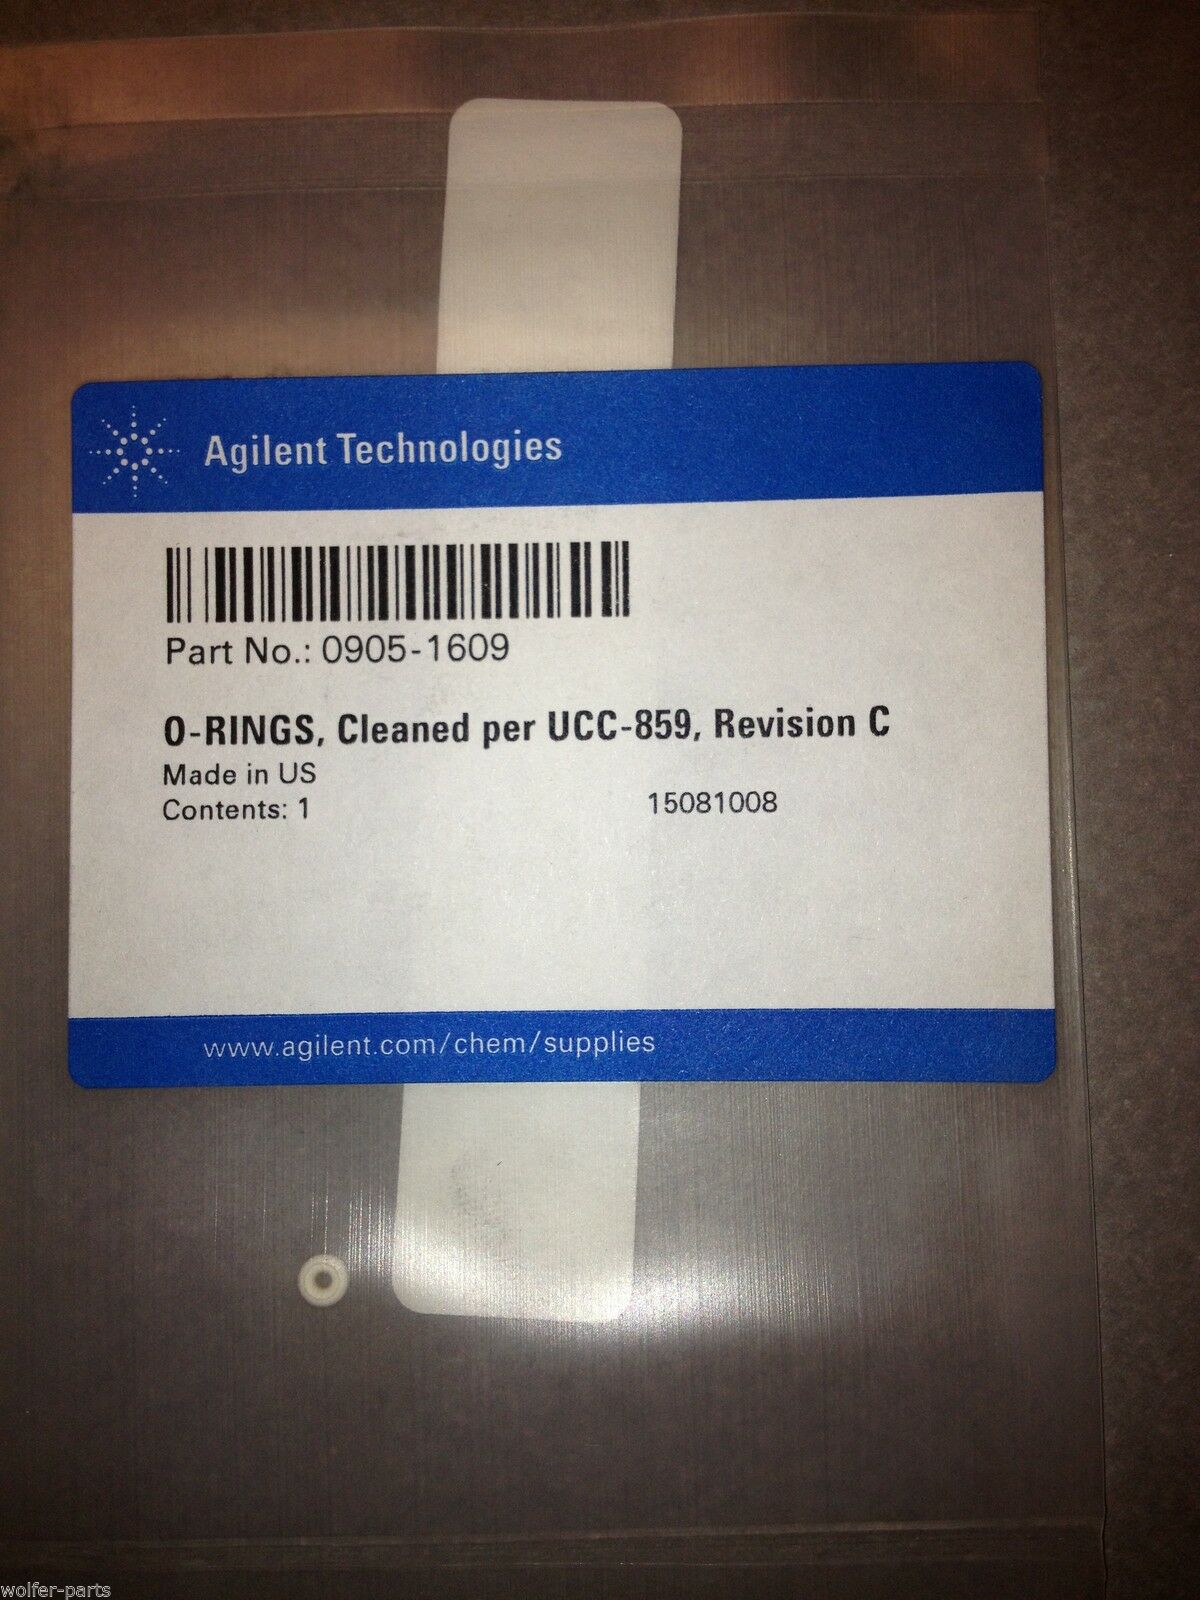 Agilent Technologies
Part No.: 0905-1609
O-RINGS, Cleaned per UCC-859, Revision C
Made in US
Contents: 1 15081008
www.agilent.com/chem/supplies
wolfer-parts